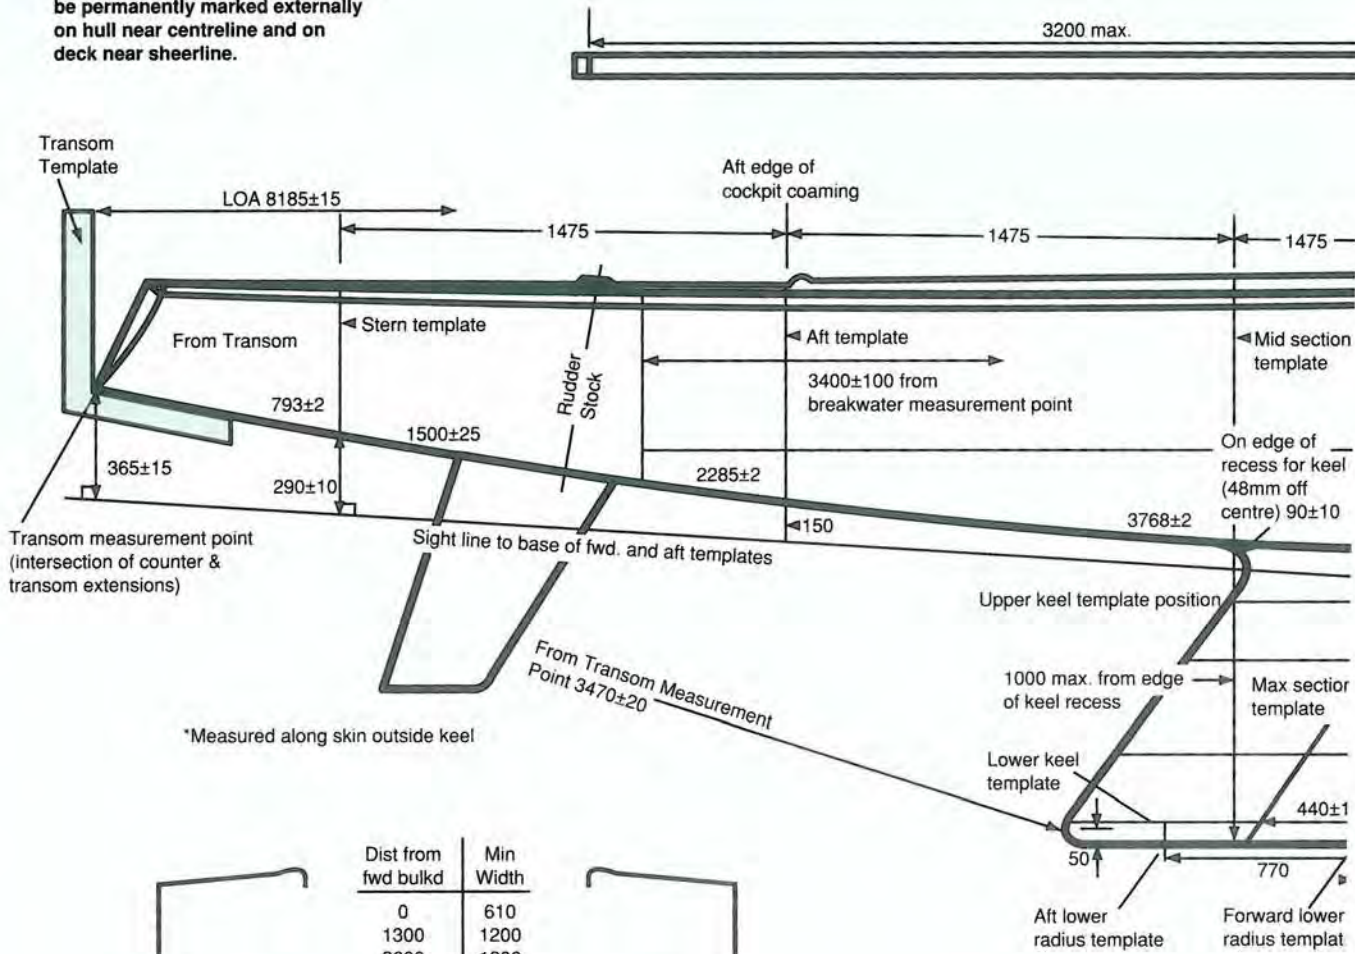 be permanently marked externally
on hull near centreline and on
deck near sheerline.
3200 max.
Transom
Template
LOA 8185±15
Aft edge of
cockpit coaming
1475
1475
1475
From Transom
Stern template
Rudder
Stock
Aft template
Mid section
template
3400±100 from
breakwater measurement point
793±2
1500±25
2285±2
3768±2
On edge of
recess for keel
(48mm off
centre) 90±10
365±15
290±10
150
Transom measurement point
(intersection of counter &
transom extensions)
Sight line to base of fwd. and aft templates
Upper keel template position
From Transom Measurement
Point 3470±20
1000 max. from edge
of keel recess
Max section
template
*Measured along skin outside keel
Lower keel
template
440±1
50
770
Aft lower
radius template
Forward lower
radius templat
Dist from
fwd bulkd
Min
Width
0 610
1300 1200